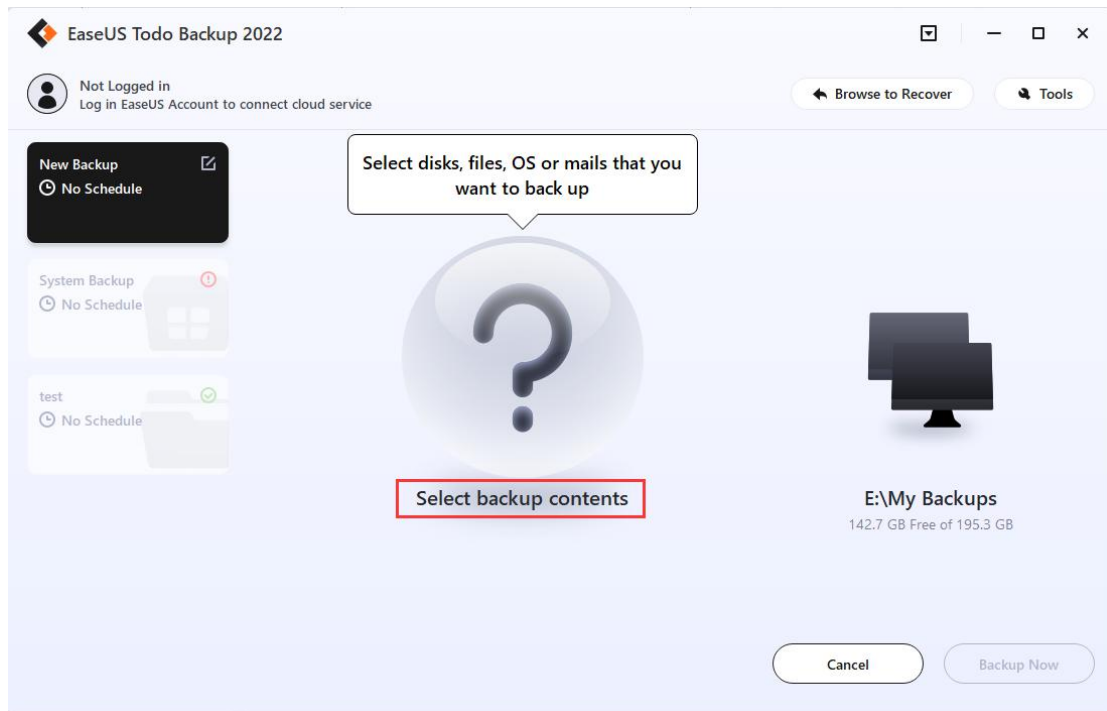 EaseUS Todo Backup 2022
Not Logged in
Log in EaseUS Account to connect cloud service
Browse to Recover
Tools
New Backup
No Schedule
System Backup
No Schedule
test
No Schedule
Select disks, files, OS or mails that you
want to back up
?
Select backup contents
E:\My Backups
142.7 GB Free of 195.3 GB
Cancel
Backup Now